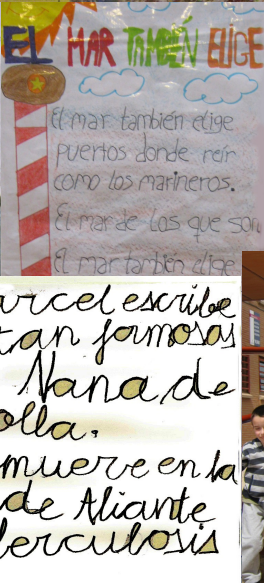 EL MAR TAMBIÉN ELIGE
El mar también elige
puertos donde reír
como los marineros.
El mar de los que son
El mar también elige
arcel escribe
tan famosas
Nana de
olla.
muere en la
de Aliante
erculosis